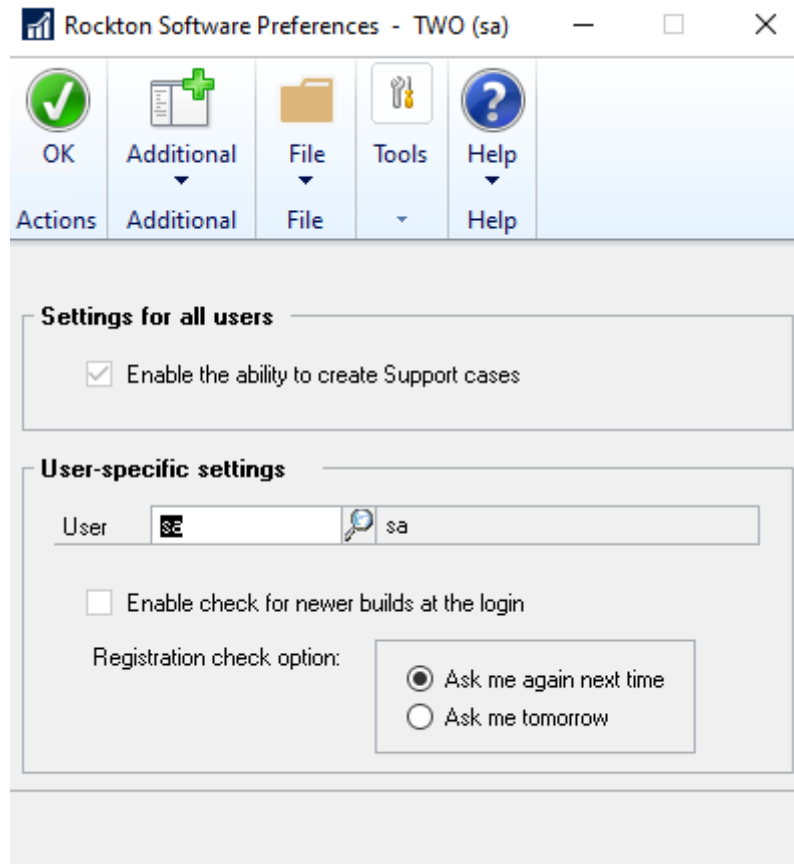 Rockton Software Preferences - TWO (sa)
OK Additional File Tools Help
Actions Additional File Help
Settings for all users
Enable the ability to create Support cases
User-specific settings
User sa sa
Enable check for newer builds at the login
Registration check option:
Ask me again next time
Ask me tomorrow